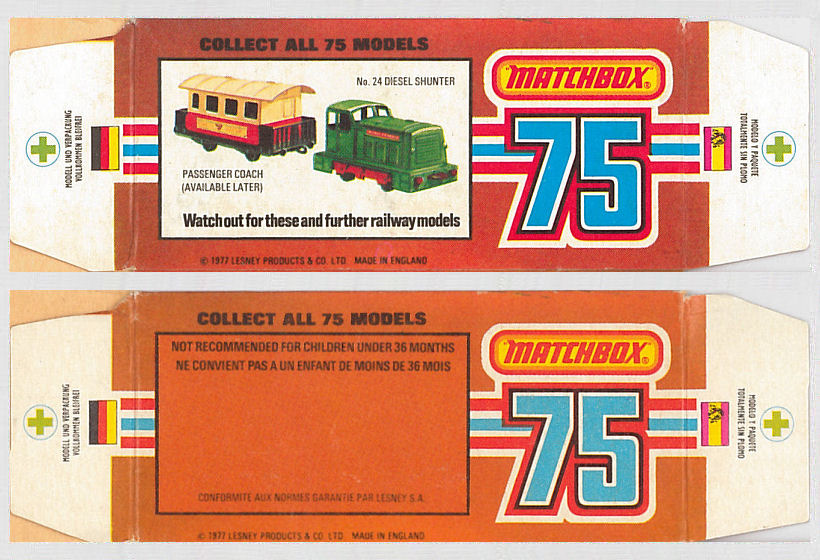 COLLECT ALL 75 MODELS
No. 24 DIESEL SHUNTER
PASSENGER COACH
(AVAILABLE LATER)
Watch out for these and further railway models
© 1977 LESNEY PRODUCTS & CO. LTD. MADE IN ENGLAND
"MATCHBOX"®
75
MODELL UND VERPACKUNG
VOLLKOMMEN BLEIFREI
MODELO Y PAQUETE
TOTALMENTE SIN PLOMO
COLLECT ALL 75 MODELS
NOT RECOMMENDED FOR CHILDREN UNDER 36 MONTHS
NE CONVIENT PAS A UN ENFANT DE MOINS DE 36 MOIS
CONFORMITE AUX NORMES GARANTIE PAR LESNEY S.A.
© 1977 LESNEY PRODUCTS & CO. LTD. MADE IN ENGLAND
"MATCHBOX"®
75
MODELL UND VERPACKUNG
VOLLKOMMEN BLEIFREI
MODELO Y PAQUETE
TOTALMENTE SIN PLOMO